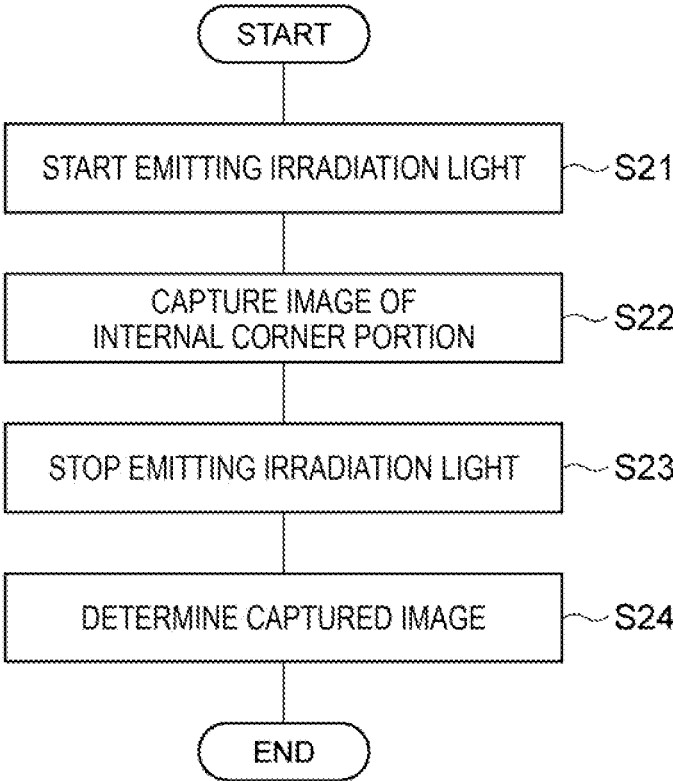 START
START EMITTING IRRADIATION LIGHT
S21
CAPTURE IMAGE OF
INTERNAL CORNER PORTION
S22
STOP EMITTING IRRADIATION LIGHT
S23
DETERMINE CAPTURED IMAGE
S24
END